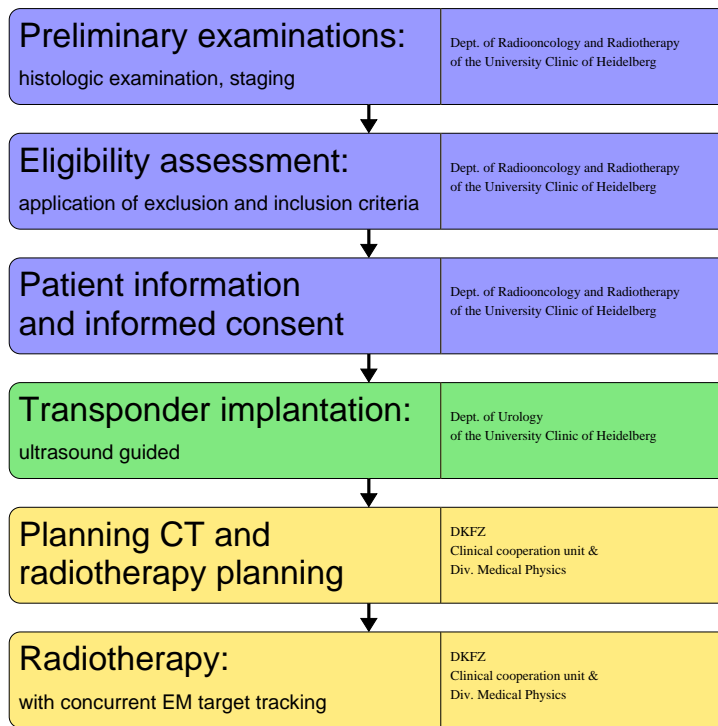 Preliminary examinations:
histologic examination, staging
Dept. of Radiooncology and Radiotherapy
of the University Clinic of Heidelberg
Eligibility assessment:
application of exclusion and inclusion criteria
Dept. of Radiooncology and Radiotherapy
of the University Clinic of Heidelberg
Patient information
and informed consent
Dept. of Radiooncology and Radiotherapy
of the University Clinic of Heidelberg
Transponder implantation:
ultrasound guided
Dept. of Urology
of the University Clinic of Heidelberg
Planning CT and
radiotherapy planning
DKFZ
Clinical cooperation unit &
Div. Medical Physics
Radiotherapy:
with concurrent EM target tracking
DKFZ
Clinical cooperation unit &
Div. Medical Physics